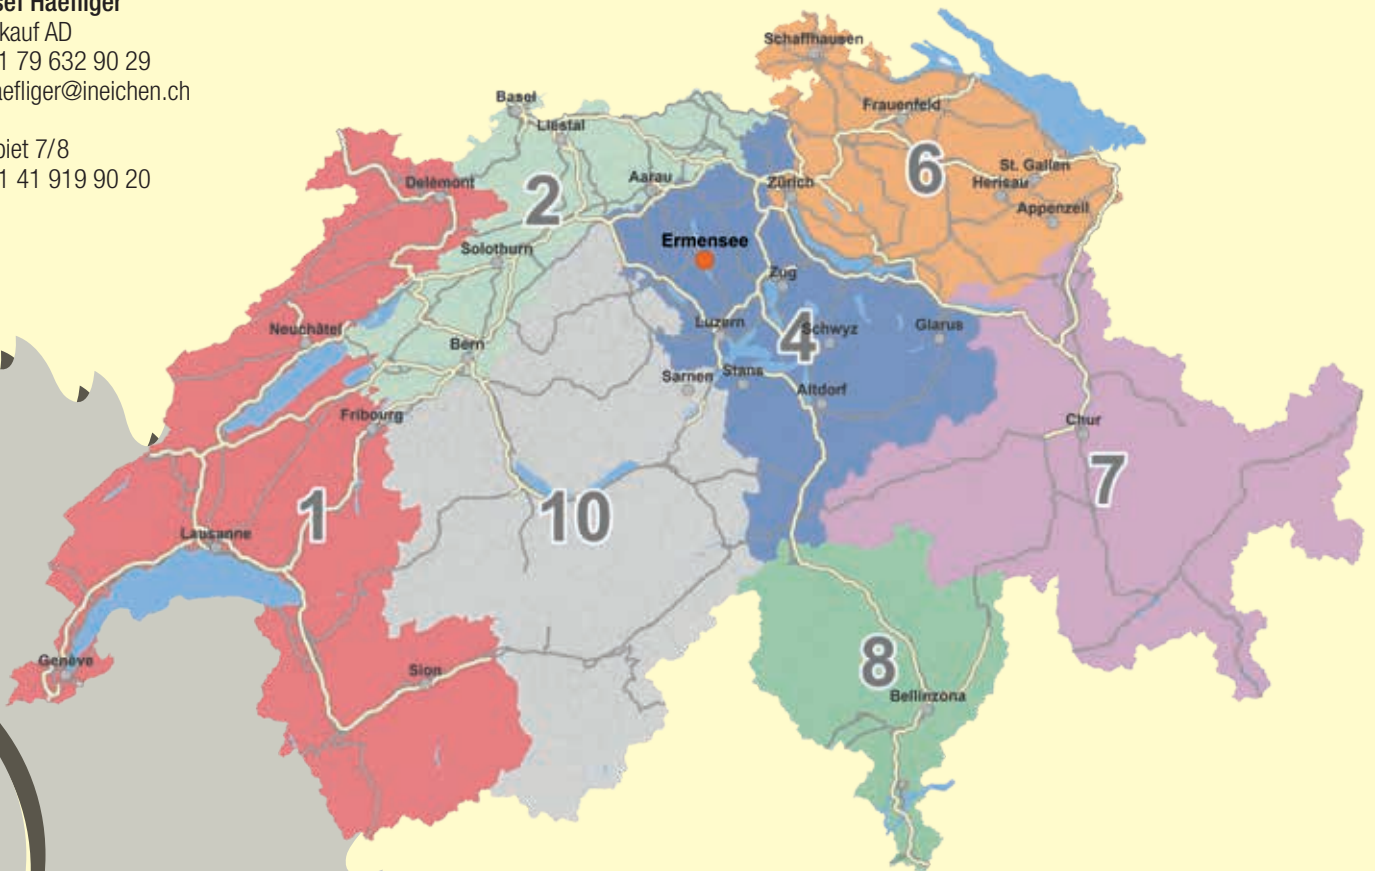 sef Haefliger
kauf AD
1 79 632 90 29
aefliger@ineichen.ch
biet 7/8
1 41 919 90 20
Schaffhausen
Basel
Liestal
Frauenfeld
6
St. Gallen
Herisau
Appenzell
Delémont
2
Aarau
Zürich
Solothurn
Ermensee
Zug
Neuchâtel
Bern
Luzern
4
Schwyz
Glarus
Sarnen
Stans
Altdorf
Fribourg
Chur
7
1
10
Lausanne
Genève
Sion
8
Bellinzona